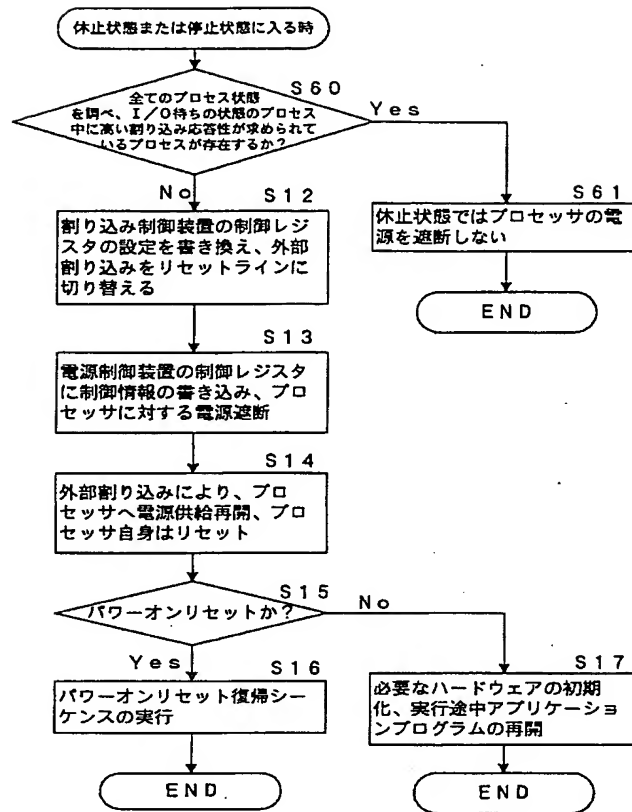 休止状態または停止状態に入る時
S60
全てのプロセス状態
を調べ、I/O待ちの状態のプロセス
中に高い割り込み応答性が求められて
いるプロセスが存在するか?
Yes
No
S61
休止状態ではプロセッサの電
源を遮断しない
END
S12
割り込み制御装置の制御レジ
スタの設定を書き換え、外部
割り込みをリセットラインに
切り替える
S13
電源制御装置の制御レジスタ
に制御情報の書き込み、プロ
セッサに対する電源遮断
S14
外部割り込みにより、プロ
セッサへ電源供給再開、プロ
セッサ自身はリセット
S15
パワーオンリセットか?
No
Yes
S16
パワーオンリセット復帰シー
ケンスの実行
END
S17
必要なハードウェアの初期
化、実行途中アプリケーショ
ンプログラムの再開
END